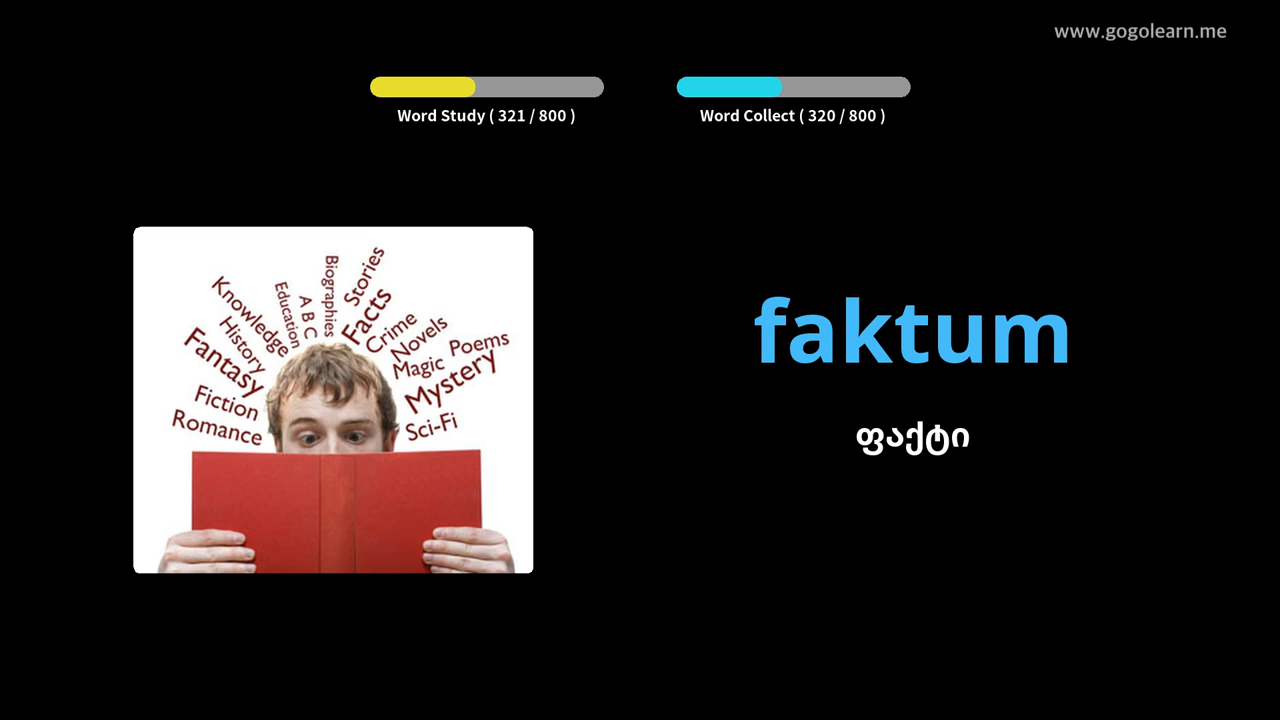 www.gogolearn.me
Word Study ( 321 / 800 )
Word Collect ( 320 / 800 )
Biographies
Stories
Education
A B C
Facts
Knowledge
Crime
History
Novels
Poems
Fantasy
Magic
Mystery
Fiction
Romance
Sci-Fi
faktum
ფაქტი